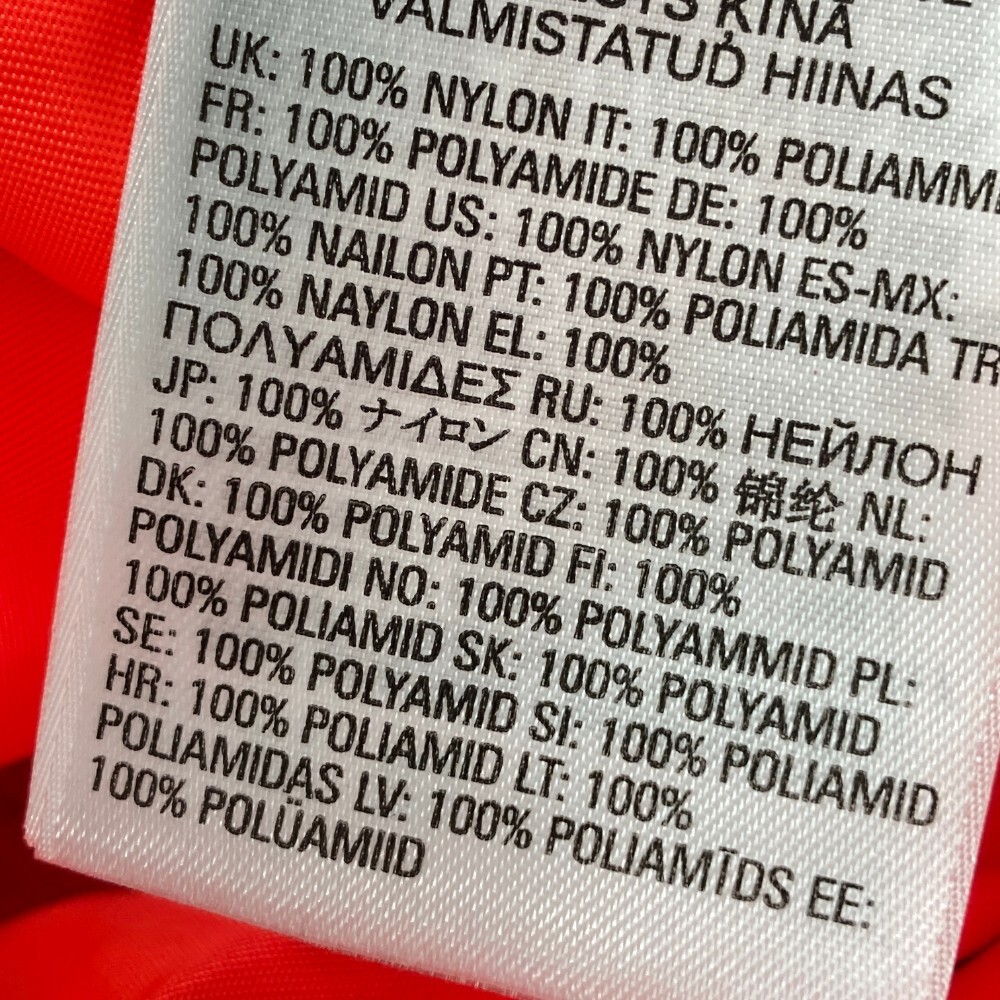 ĶĪNĀ
VALMISTATUD HIINAS
UK: 100% NYLON IT: 100%
FR: 100% POLYAMIDE DE: 100%
POLYAMID US: 100% NYLON ES-MX:
100% NAILON PT: 100% POLIAMIDA TR
100% NAYLON EL: 100%
ΠΟΛΥΑΜΙΔΕΣ RU: 100% НЕЙЛОН
JP: 100% ナイロン CN: 100% 锦纶 NL:
100% POLYAMIDE CZ: 100% POLYAMID
DK: 100% POLYAMID FI: 100%
POLYAMIDI NO: 100% POLYAMMID PL:
100% POLIAMID SK: 100% POLYAMID
SE: 100% POLYAMID SI: 100% POLIAMID
HR: 100% POLIAMID LT: 100%
POLIAMIDAS LV: 100% POLIAMĪDS EE:
100% POLÜAMIID